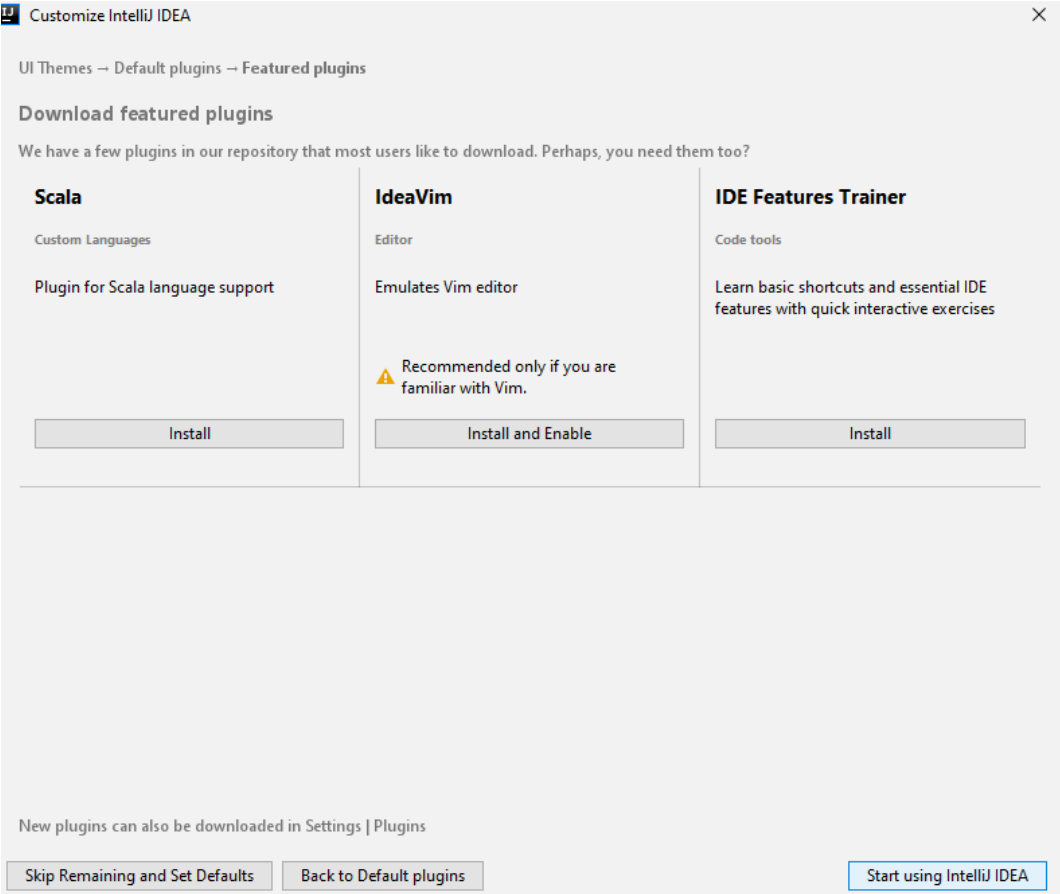 IJ
Customize IntelliJ IDEA
UI Themes → Default plugins → Featured plugins
Download featured plugins
We have a few plugins in our repository that most users like to download. Perhaps, you need them too?
Scala
Custom Languages
Plugin for Scala language support
Install
IdeaVim
Editor
Emulates Vim editor
Recommended only if you are
familiar with Vim.
Install and Enable
IDE Features Trainer
Code tools
Learn basic shortcuts and essential IDE
features with quick interactive exercises
Install
New plugins can also be downloaded in Settings | Plugins
Skip Remaining and Set Defaults
Back to Default plugins
Start using IntelliJ IDEA